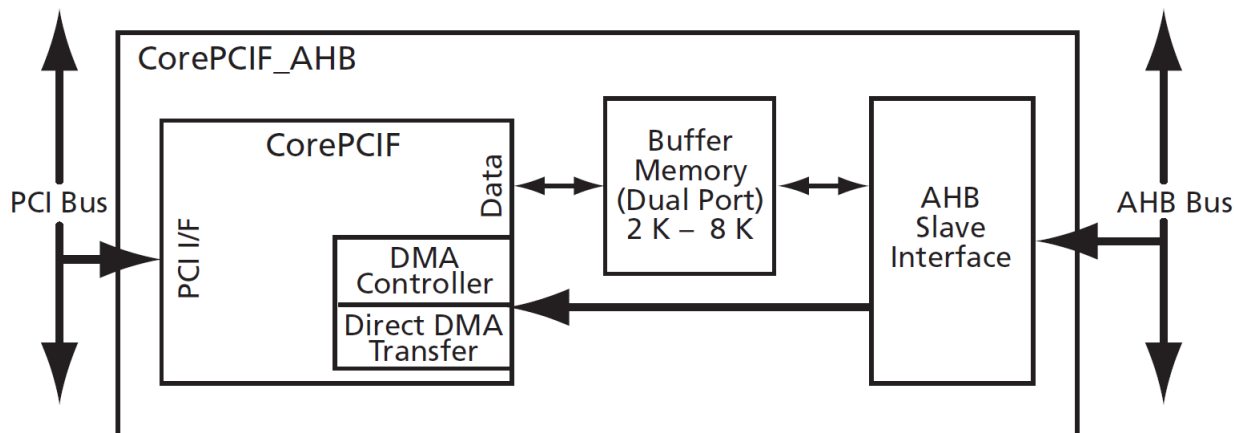 CorePCIF_AHB
CorePCIF
Data
PCI I/F
DMA
Controller
Direct DMA
Transfer
Buffer
Memory
(Dual Port)
2 K – 8 K
AHB
Slave
Interface
PCI Bus
AHB Bus